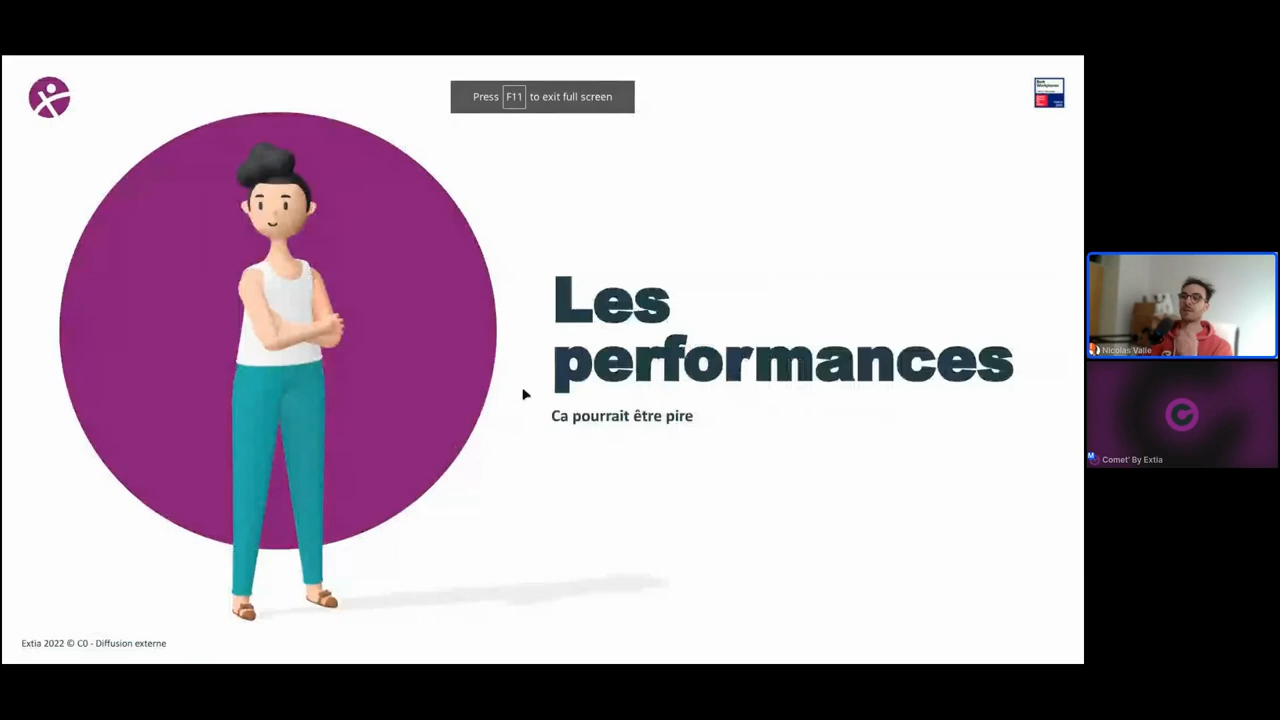 Press F11 to exit full screen
Les
performances
Ca pourrait être pire
Nicolas Valle
Comet' By Extia
Extia 2022 © C0 - Diffusion externe